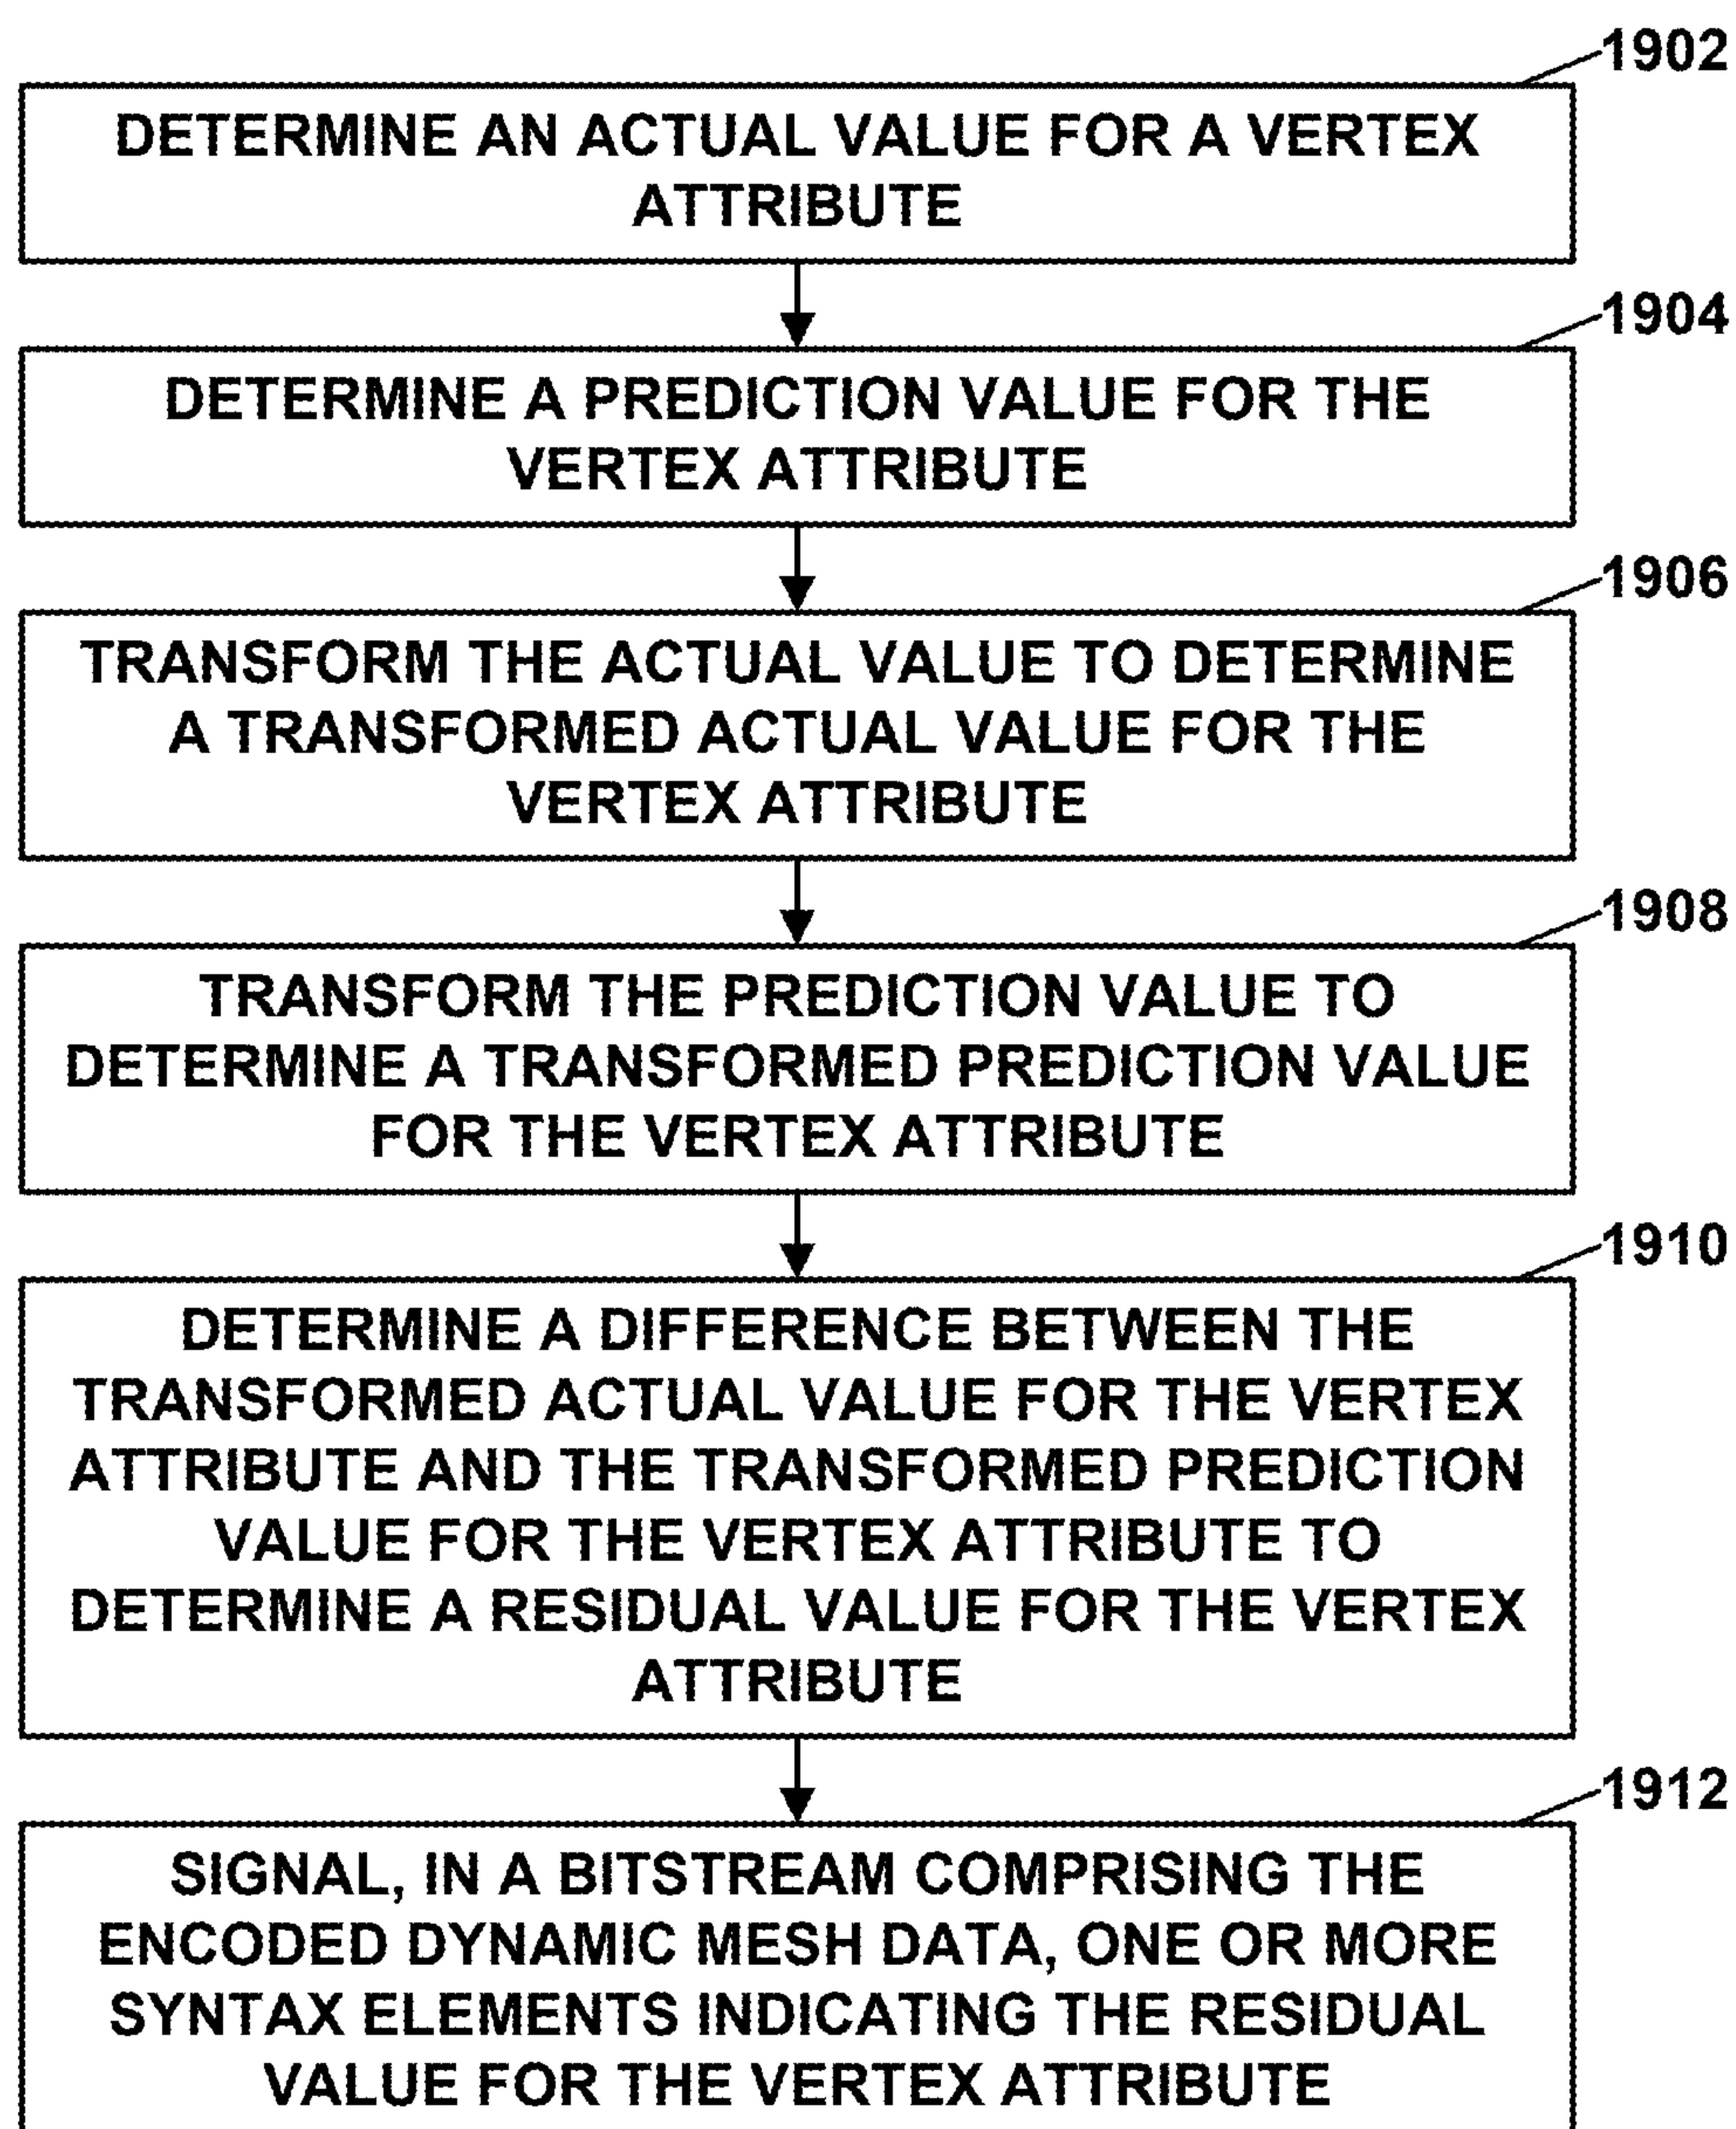 1902
DETERMINE AN ACTUAL VALUE FOR A VERTEX
ATTRIBUTE
1904
DETERMINE A PREDICTION VALUE FOR THE
VERTEX ATTRIBUTE
1906
TRANSFORM THE ACTUAL VALUE TO DETERMINE
A TRANSFORMED ACTUAL VALUE FOR THE
VERTEX ATTRIBUTE
1908
TRANSFORM THE PREDICTION VALUE TO
DETERMINE A TRANSFORMED PREDICTION VALUE
FOR THE VERTEX ATTRIBUTE
1910
DETERMINE A DIFFERENCE BETWEEN THE
TRANSFORMED ACTUAL VALUE FOR THE VERTEX
ATTRIBUTE AND THE TRANSFORMED PREDICTION
VALUE FOR THE VERTEX ATTRIBUTE TO
DETERMINE A RESIDUAL VALUE FOR THE VERTEX
ATTRIBUTE
1912
SIGNAL, IN A BITSTREAM COMPRISING THE
ENCODED DYNAMIC MESH DATA, ONE OR MORE
SYNTAX ELEMENTS INDICATING THE RESIDUAL
VALUE FOR THE VERTEX ATTRIBUTE